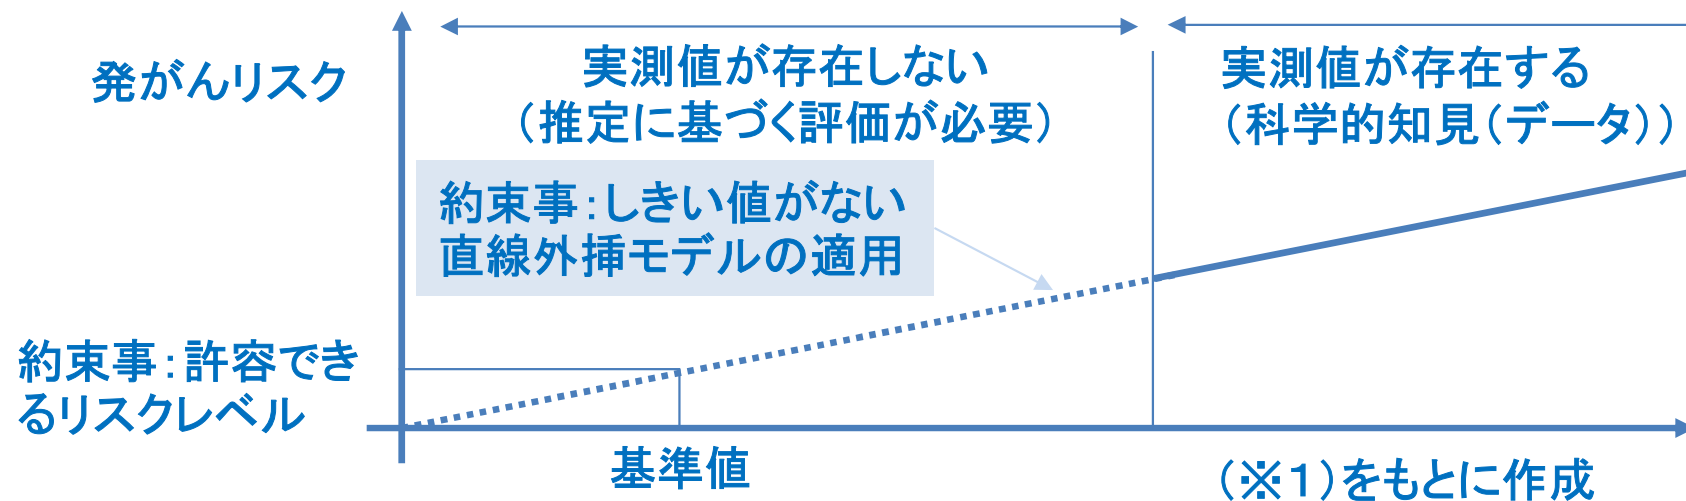 発がんリスク
実測値が存在しない
（推定に基づく評価が必要）
実測値が存在する
（科学的知見（データ））
約束事：しきい値がない
直線外挿モデルの適用
約束事：許容でき
るリスクレベル
基準値
（※１）をもとに作成